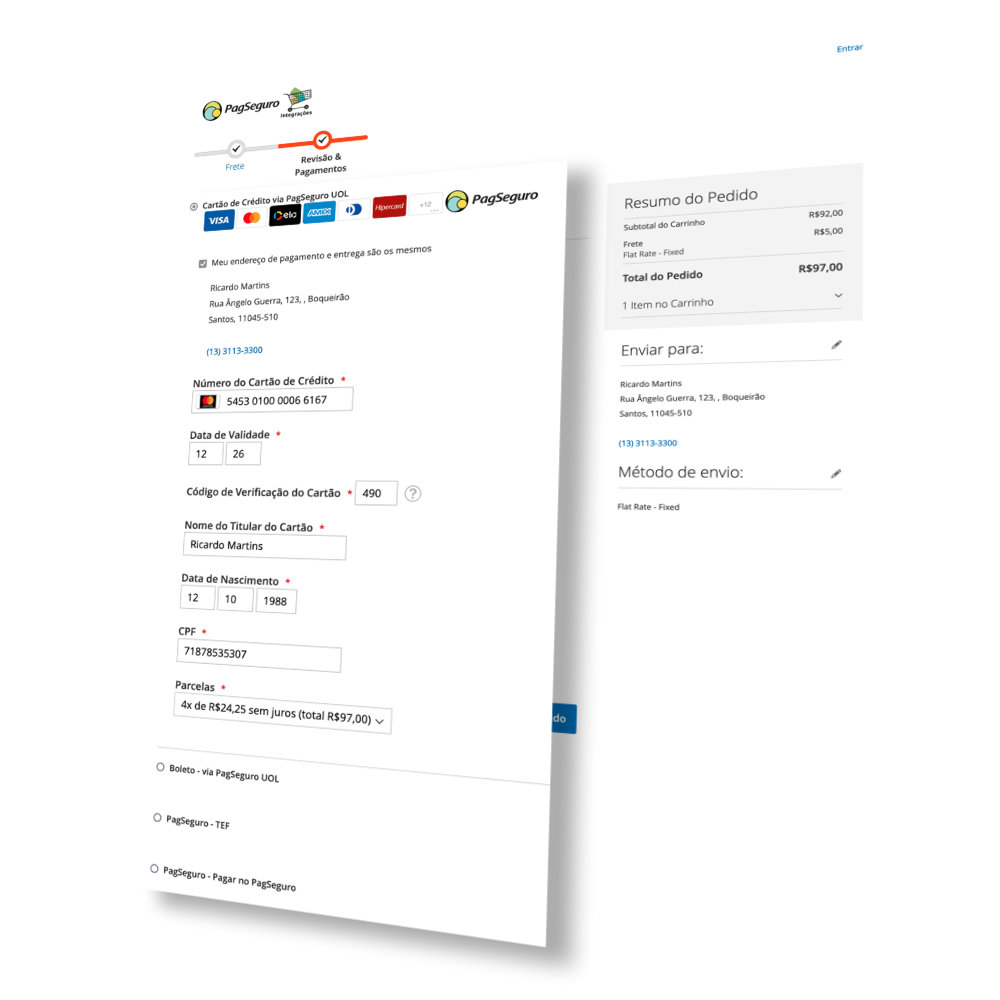 Entrar
PagSeguro
integrações
Frete
Revisão &
Pagamentos
Cartão de Crédito via PagSeguro UOL
VISA
elo
AMEX
Hipercard
+12
...
PagSeguro
Meu endereço de pagamento e entrega são os mesmos
Ricardo Martins
Rua Ângelo Guerra, 123, , Boqueirão
Santos, 11045-510
(13) 3113-3300
Número do Cartão de Crédito *
5453 0100 0006 6167
Data de Validade *
12 26
Código de Verificação do Cartão * 490 ?
Nome do Titular do Cartão *
Ricardo Martins
Data de Nascimento *
12 10 1988
CPF *
71878535307
Parcelas *
4x de R$24,25 sem juros (total R$97,00)
do
Boleto - via PagSeguro UOL
PagSeguro - TEF
PagSeguro - Pagar no PagSeguro
Resumo do Pedido
Subtotal do Carrinho R$92,00
Frete R$5,00
Flat Rate - Fixed
Total do Pedido R$97,00
1 Item no Carrinho
Enviar para:
Ricardo Martins
Rua Ângelo Guerra, 123, , Boqueirão
Santos, 11045-510
(13) 3113-3300
Método de envio:
Flat Rate - Fixed